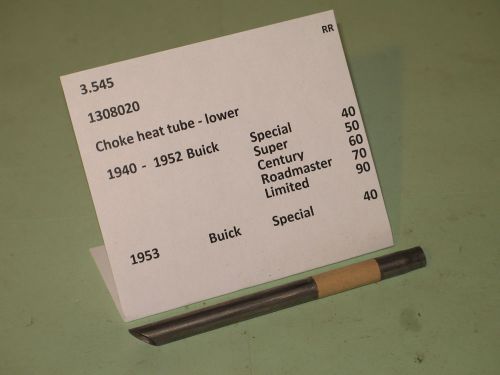 RR
3.545
1308020
Choke heat tube - lower
1940 - 1952 Buick Special 40
Super 50
Century 60
Roadmaster 70
Limited 90
1953 Buick Special 40